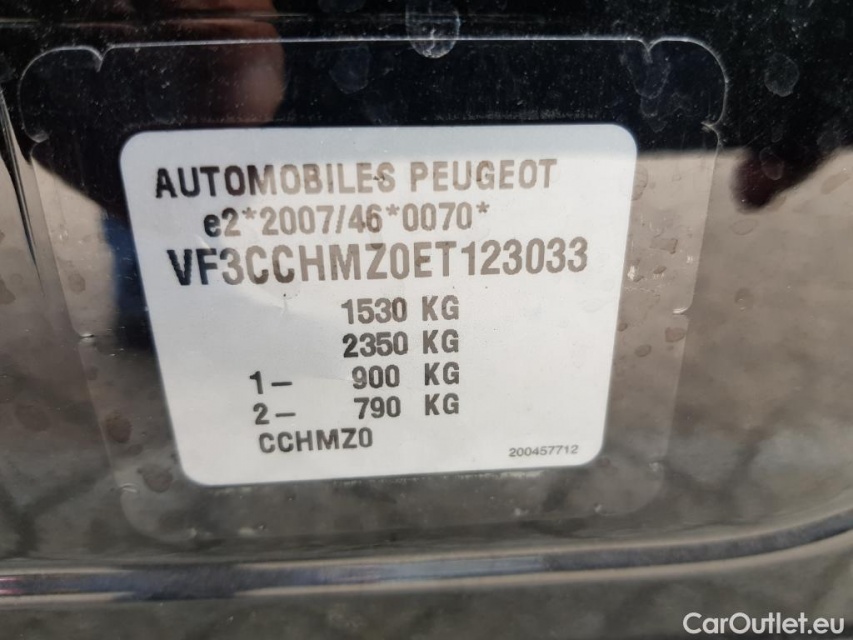 AUTOMOBILES PEUGEOT
e2*2007/46*0070*
VF3CCHMZ0ET123033
1530 KG
2350 KG
1- 900 KG
2- 790 KG
CCHMZ0
200457712
CarOutlet.eu